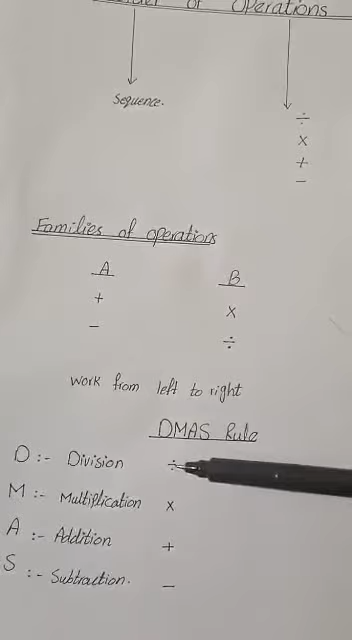 of Operations
Sequence.
÷
×
+
−
Families of operations
A B
+ ×
− ÷
work from left to right
DMAS Rule
D :- Division ÷
M :- Multiplication ×
A :- Addition +
S :- Subtraction. −